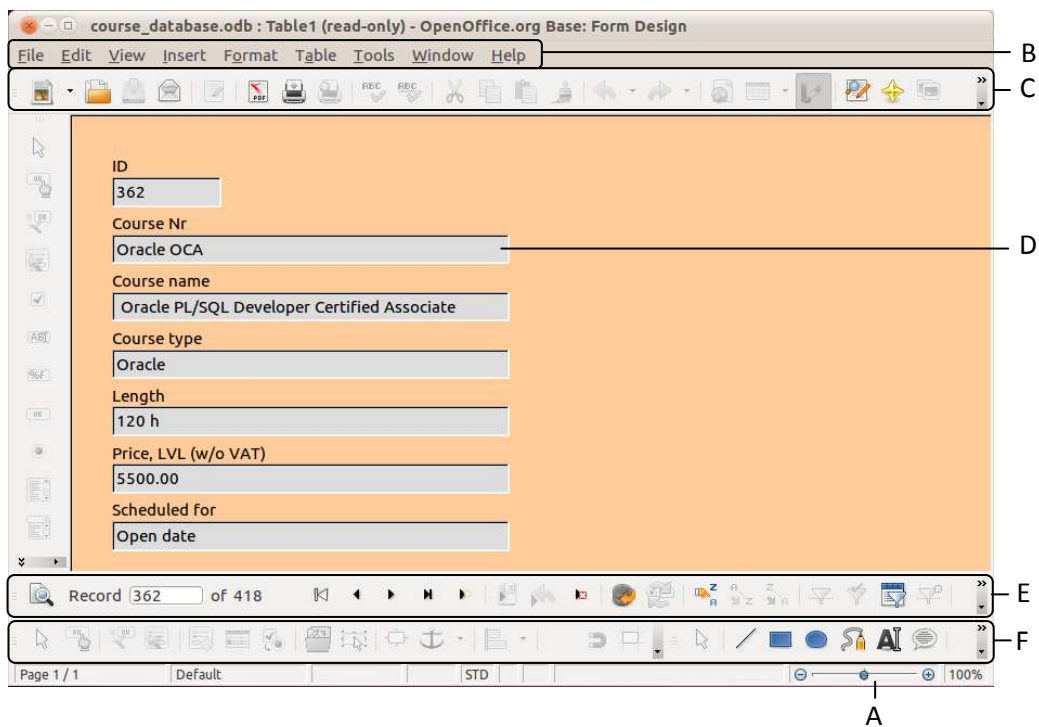 course_database.odb : Table1 (read-only) - OpenOffice.org Base: Form Design
File Edit View Insert Format Table Tools Window Help
B
C
ID
362
Course Nr
Oracle OCA
D
Course name
Oracle PL/SQL Developer Certified Associate
Course type
Oracle
Length
120 h
Price, LVL (w/o VAT)
5500.00
Scheduled for
Open date
Record 362 of 418
E
F
Page 1 / 1 Default STD 100%
A